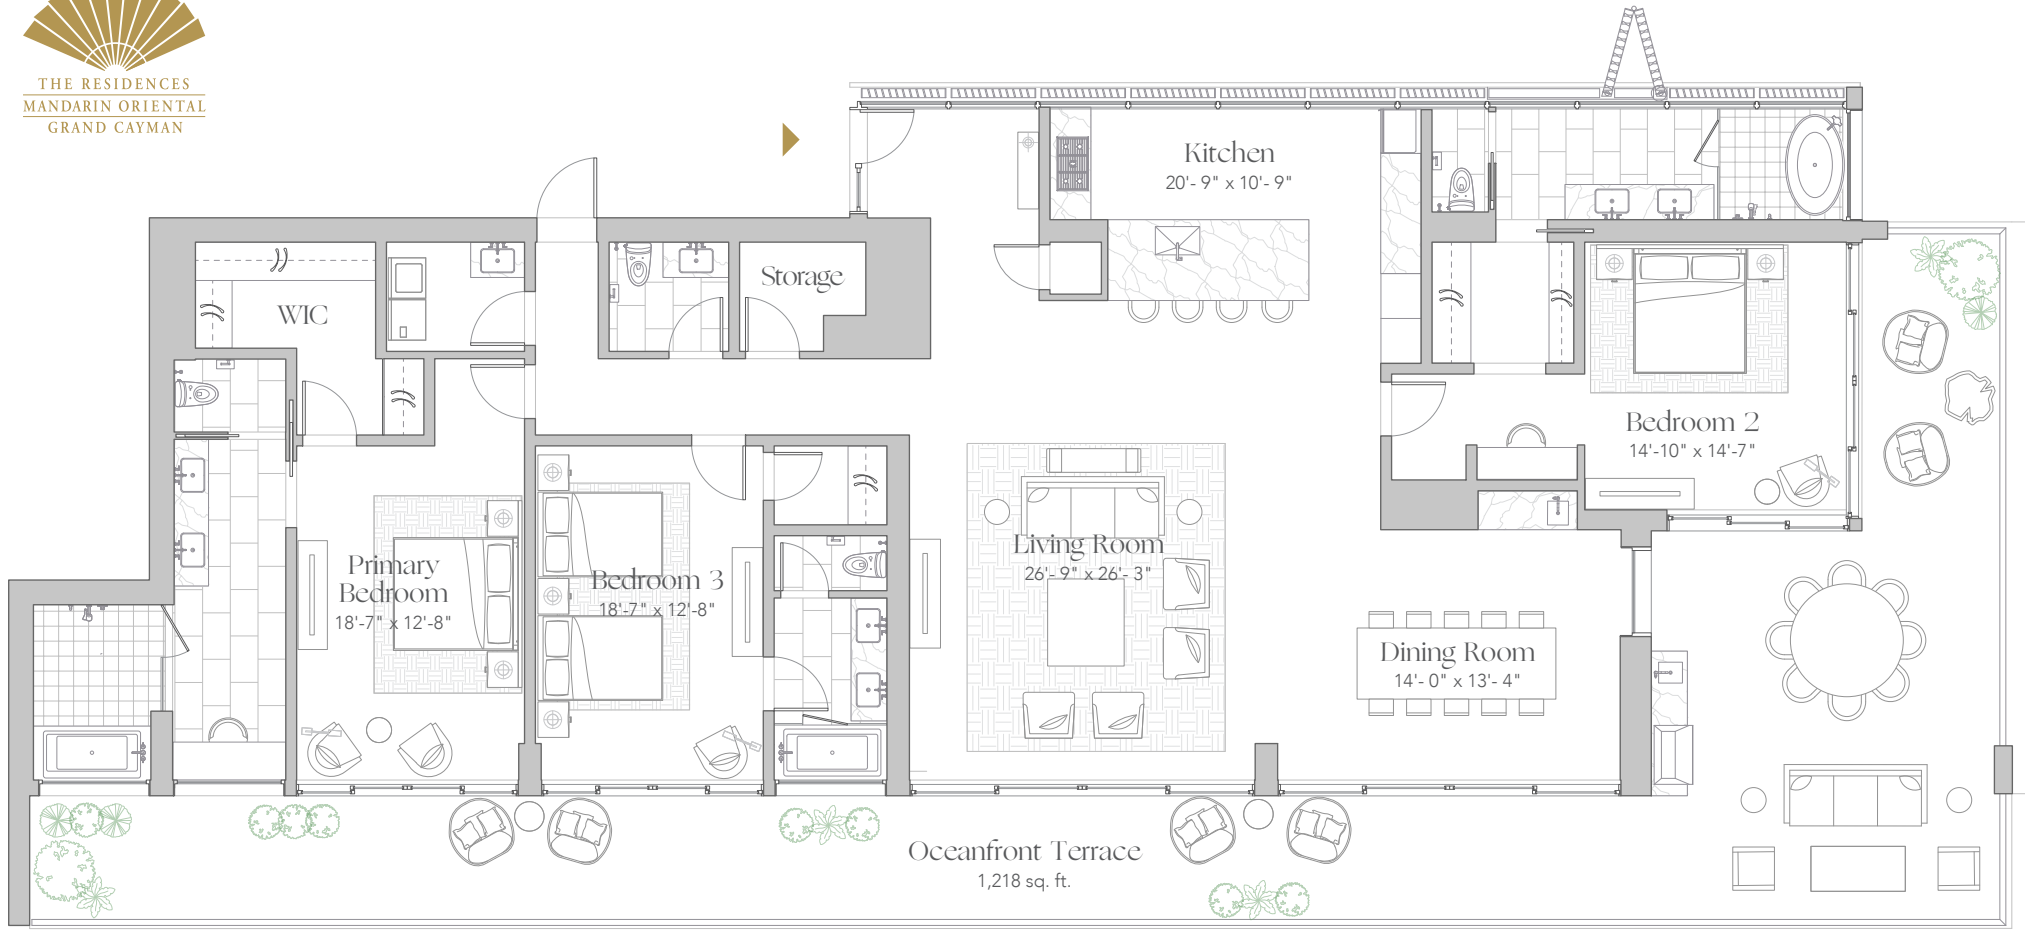 THE RESIDENCES
MANDARIN ORIENTAL
GRAND CAYMAN
Kitchen
20'- 9" x 10'- 9"
Storage
WIC
Bedroom 2
14'-10" x 14'-7"
Living Room
26'- 9" x 26'- 3"
Primary
Bedroom
18'-7" x 12'-8"
Bedroom 3
18'-7" x 12'-8"
Dining Room
14'- 0" x 13'- 4"
Oceanfront Terrace
1,218 sq. ft.